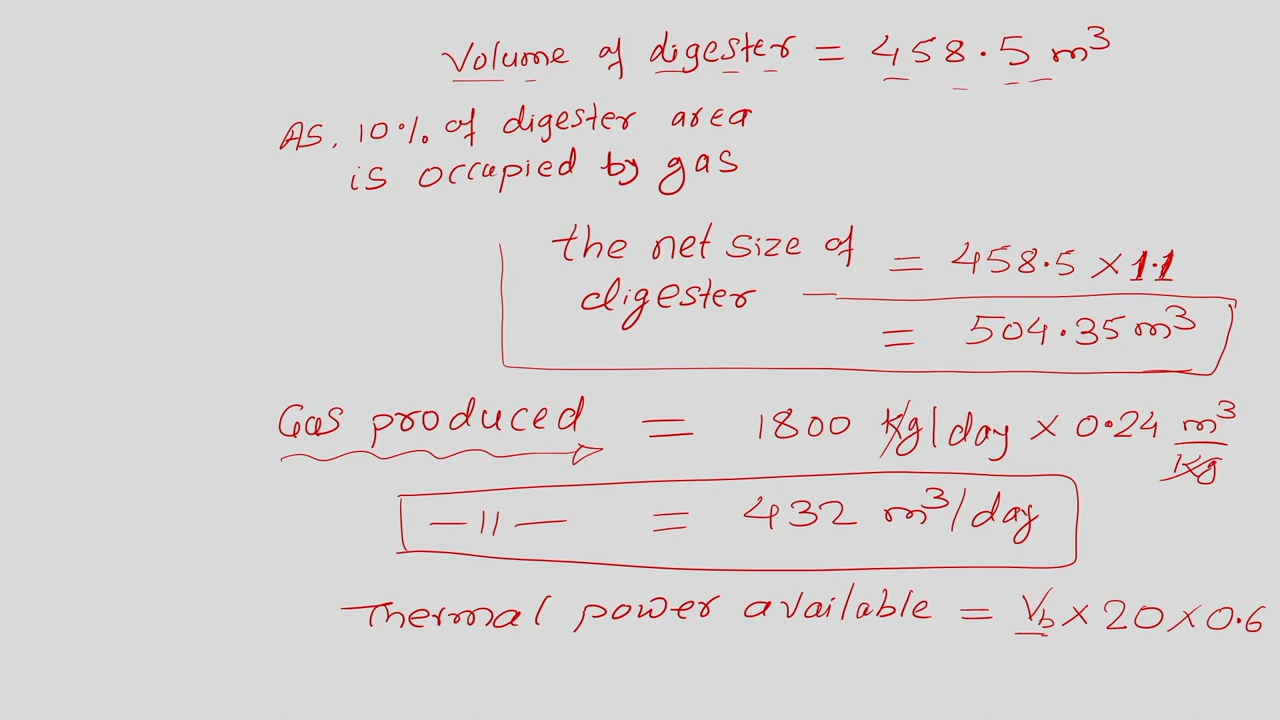 Volume of digester = 458.5 m³
As, 10% of digester area
is occupied by gas
the net size of
digester = 458.5 × 1.1
= 504.35 m³
Gas produced = 1800 kg/day × 0.24 m³/kg
—11— = 432 m³/day
Thermal power available = Vb × 20 × 0.6